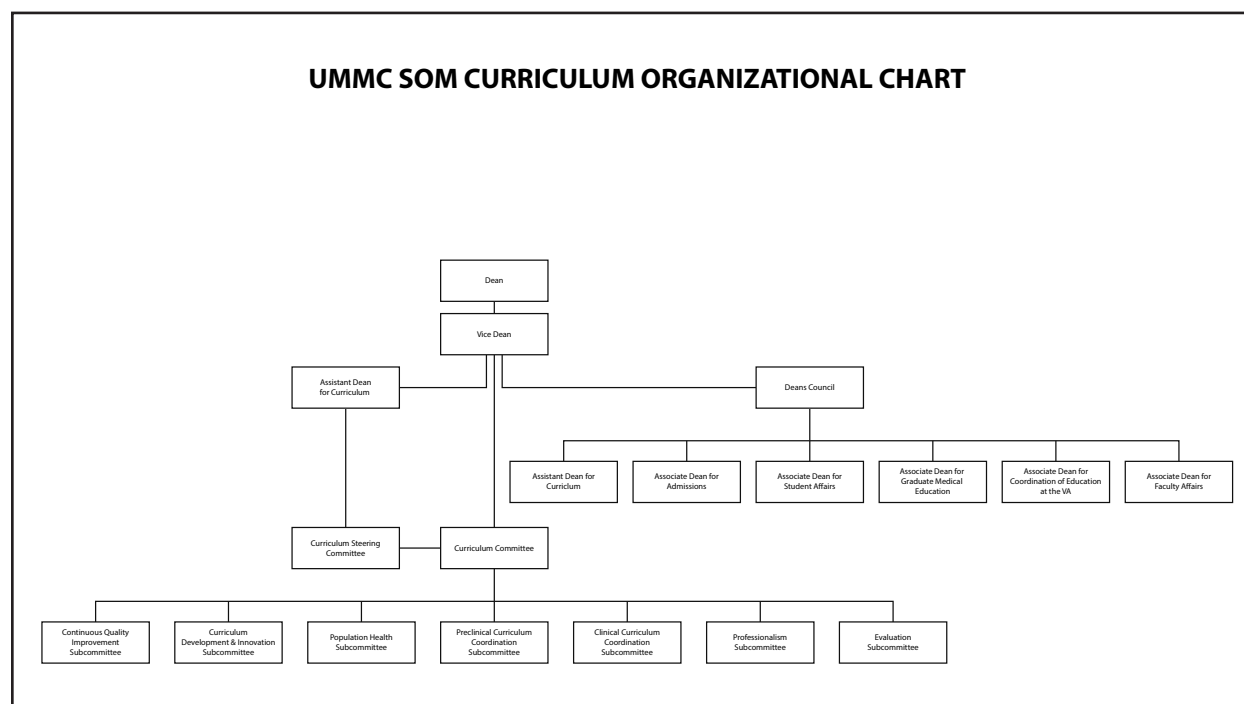 UMMC SOM CURRICULUM ORGANIZATIONAL CHART
Dean
Vice Dean
Assistant Dean
for Curriculum
Deans Council
Assistant Dean for
Curriclum
Associate Dean for
Admissions
Associate Dean for
Student Affairs
Associate Dean for
Graduate Medical
Education
Associate Dean for
Coordination of Education
at the VA
Associate Dean for
Faculty Affairs
Curriculum Steering
Committee
Curriculum Committee
Continuous Quality
Improvement
Subcommittee
Curriculum
Development & Innovation
Subcommittee
Population Health
Subcommittee
Preclinical Curriculum
Coordination
Subcommittee
Clinical Curriculum
Coordination
Subcommittee
Professionalism
Subcommittee
Evaluation
Subcommittee